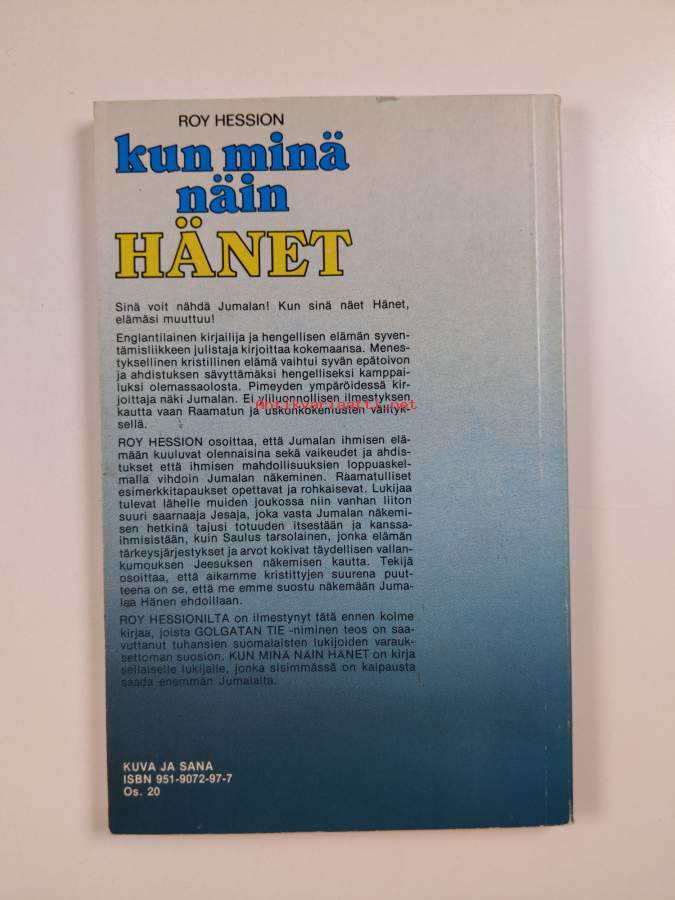 ROY HESSION
kun minä
näin
HÄNET
Sinä voit nähdä Jumalan! Kun sinä näet Hänet,
elämäsi muuttuu!
Englantilainen kirjailija ja hengellisen elämän syven-
tämisliikkeen julistaja kirjoittaa kokemaansa. Menes-
tyksellinen kristillinen elämä vaihtui syvän epätoivon
ja ahdistuksen sävyttämäksi hengelliseksi kamppai-
luksi olemassaolosta. Pimeyden ympäröidessä kir-
joittaja näki Jumalan. Ei yliluonnollisen ilmestyksen
Antikvariaatti.net
kautta vaan Raamatun ja uskonkokemusten välityk-
sellä.
ROY HESSION osoittaa, että Jumalan ihmisen elä-
mään kuuluvat olennaisina sekä vaikeudet ja ahdis-
tukset että ihmisen mahdollisuuksien loppuaskel-
malla vihdoin Jumalan näkeminen. Raamatulliset
esimerkkitapaukset opettavat ja rohkaisevat. Lukijaa
tulevat lähelle muiden joukossa niin vanhan liiton
suuri saarnaaja Jesaja, joka vasta Jumalan näkemi-
sen hetkinä tajusi totuuden itsestään ja kanssa-
ihmisistään, kuin Saulus tarsolainen, jonka elämän
tärkeysjärjestykset ja arvot kokivat täydellisen vallan-
kumouksen Jeesuksen näkemisen kautta. Tekijä
osoittaa, että aikamme kristittyjen suurena puut-
teena on se, että me emme suostu näkemään Juma-
laa Hänen ehdoillaan.
ROY HESSIONILTA on ilmestynyt tätä ennen kolme
kirjaa, joista GOLGATAN TIE -niminen teos on saa-
vuttanut tuhansien suomalaisten lukijoiden varauk-
settoman suosion. KUN MINÄ NÄIN HÄNET on kirja
sellaiselle lukijalle, jonka sisimmässä on kaipausta
saada enemmän Jumalalta.
KUVA JA SANA
ISBN 951-9072-97-7
Os. 20